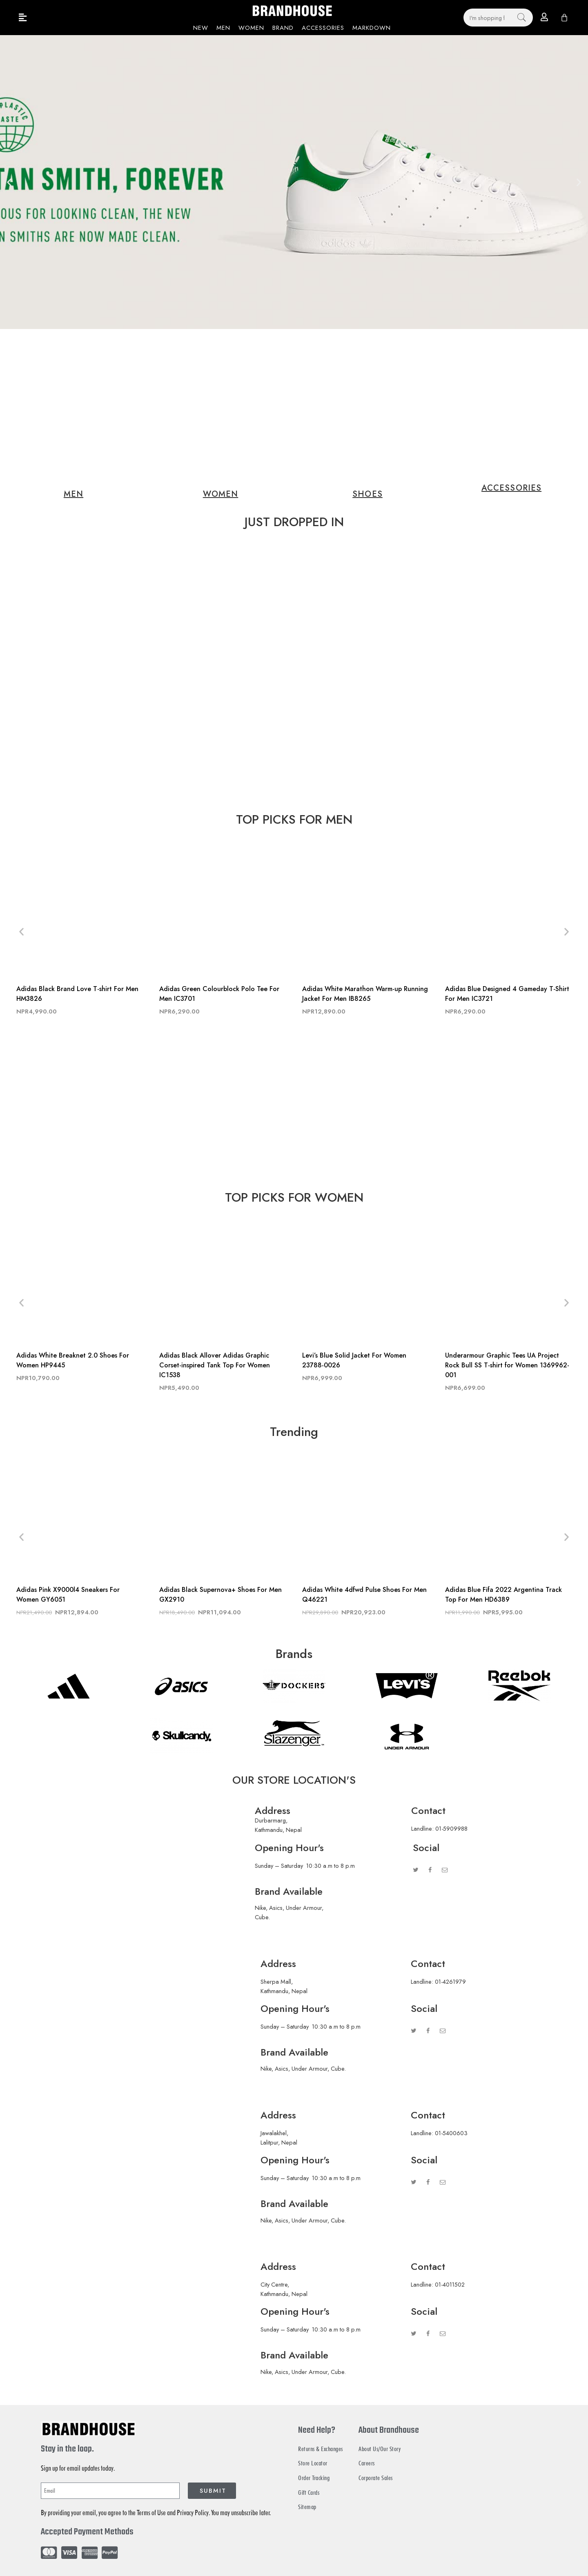 BRANDHOUSE
I'm shopping f
NEW MEN WOMEN BRAND ACCESSORIES MARKDOWN
PLASTIC
ASTE
TAN SMITH, FOREVER
OUS FOR LOOKING CLEAN, THE NEW
N SMITHS ARE NOW MADE CLEAN.
MEN
WOMEN
SHOES
ACCESSORIES
JUST DROPPED IN
TOP PICKS FOR MEN
Adidas Black Brand Love T-shirt For Men
HM3826
NPR4,990.00
Adidas Green Colourblock Polo Tee For
Men IC3701
NPR6,290.00
Adidas White Marathon Warm-up Running
Jacket For Men IB8265
NPR12,890.00
Adidas Blue Designed 4 Gameday T-Shirt
For Men IC3721
NPR6,290.00
TOP PICKS FOR WOMEN
Adidas White Breaknet 2.0 Shoes For
Women HP9445
NPR10,790.00
Adidas Black Allover Adidas Graphic
Corset-inspired Tank Top For Women
IC1538
NPR5,490.00
Levi's Blue Solid Jacket For Women
23788-0026
NPR6,999.00
Underarmour Graphic Tees UA Project
Rock Bull SS T-shirt for Women 1369962-
001
NPR6,699.00
Trending
Adidas Pink X9000l4 Sneakers For
Women GY6051
NPR21,490.00 NPR12,894.00
Adidas Black Supernova+ Shoes For Men
GX2910
NPR18,490.00 NPR11,094.00
Adidas White 4dfwd Pulse Shoes For Men
Q46221
NPR20,923.00
Adidas Blue Fifa 2022 Argentina Track
Top For Men HD6389
NPR5,995.00
Brands
asics
DOCKERS
LEVI'S
Reebok
Skullcandy
Slazenger
UNDER ARMOUR
OUR STORE LOCATION'S
Address
Durbarmarg,
Kathmandu, Nepal
Contact
Landline: 01-5909988
Opening Hour's
Sunday – Saturday 10:30 a.m to 8 p.m
Social
Brand Available
Nike, Asics, Under Armour,
Cube
Address
Sherpa Mall,
Kathmandu, Nepal
Contact
Landline: 01-4261979
Opening Hour's
Sunday – Saturday 10:30 a.m to 8 p.m
Social
Brand Available
Nike, Asics, Under Armour, Cube
Address
Jawalakhel,
Lalitpur, Nepal
Contact
Landline: 01-5400603
Opening Hour's
Sunday – Saturday 10:30 a.m to 8 p.m
Social
Brand Available
Nike, Asics, Under Armour, Cube
Address
City Centre,
Kathmandu, Nepal
Contact
Landline: 01-4011502
Opening Hour's
Sunday – Saturday 10:30 a.m to 8 p.m
Social
Brand Available
Nike, Asics, Under Armour, Cube
BRANDHOUSE
Stay in the loop.
Sign up for email updates today.
Email
SUBMIT
By providing your email, you agree to the Terms of Use and Privacy Policy. You may unsubscribe later.
Accepted Payment Methods
VISA
PayPal
Need Help?
Returns & Exchanges
Store Locator
Order Tracking
Gift Cards
Sitemap
About Brandhouse
About Us/Our Story
Careers
Corporate Sales